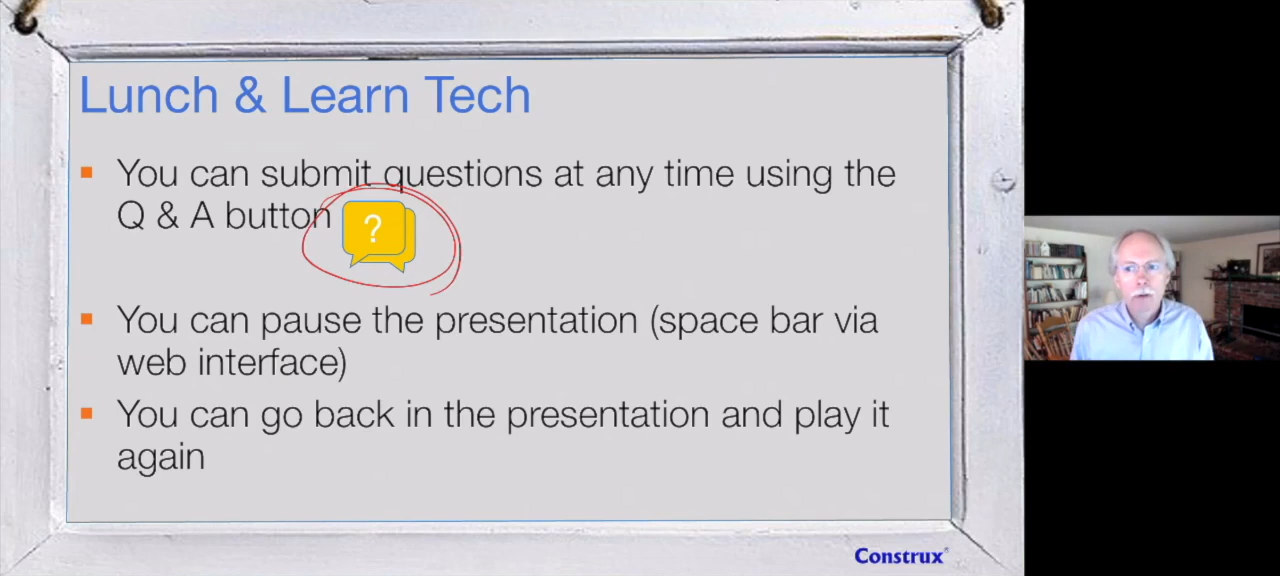 Lunch & Learn Tech
▪ You can submit questions at any time using the
Q & A button
?
▪ You can pause the presentation (space bar via
web interface)
▪ You can go back in the presentation and play it
again
Construx®